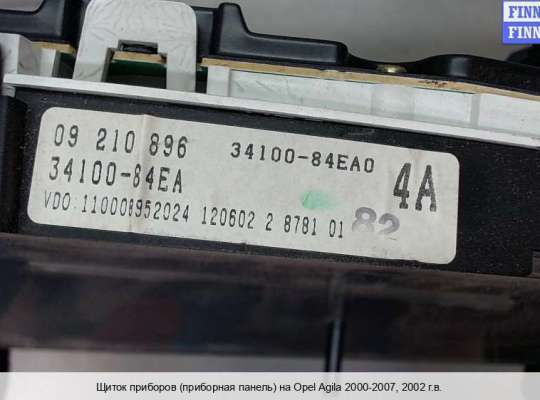 FINN
FINN
09 210 896 34100-84EA0
34100-84EA 4A
VDO:110008952024 120602 2 8781 01 82
Щиток приборов (приборная панель) на Opel Agila 2000-2007, 2002 г.в.